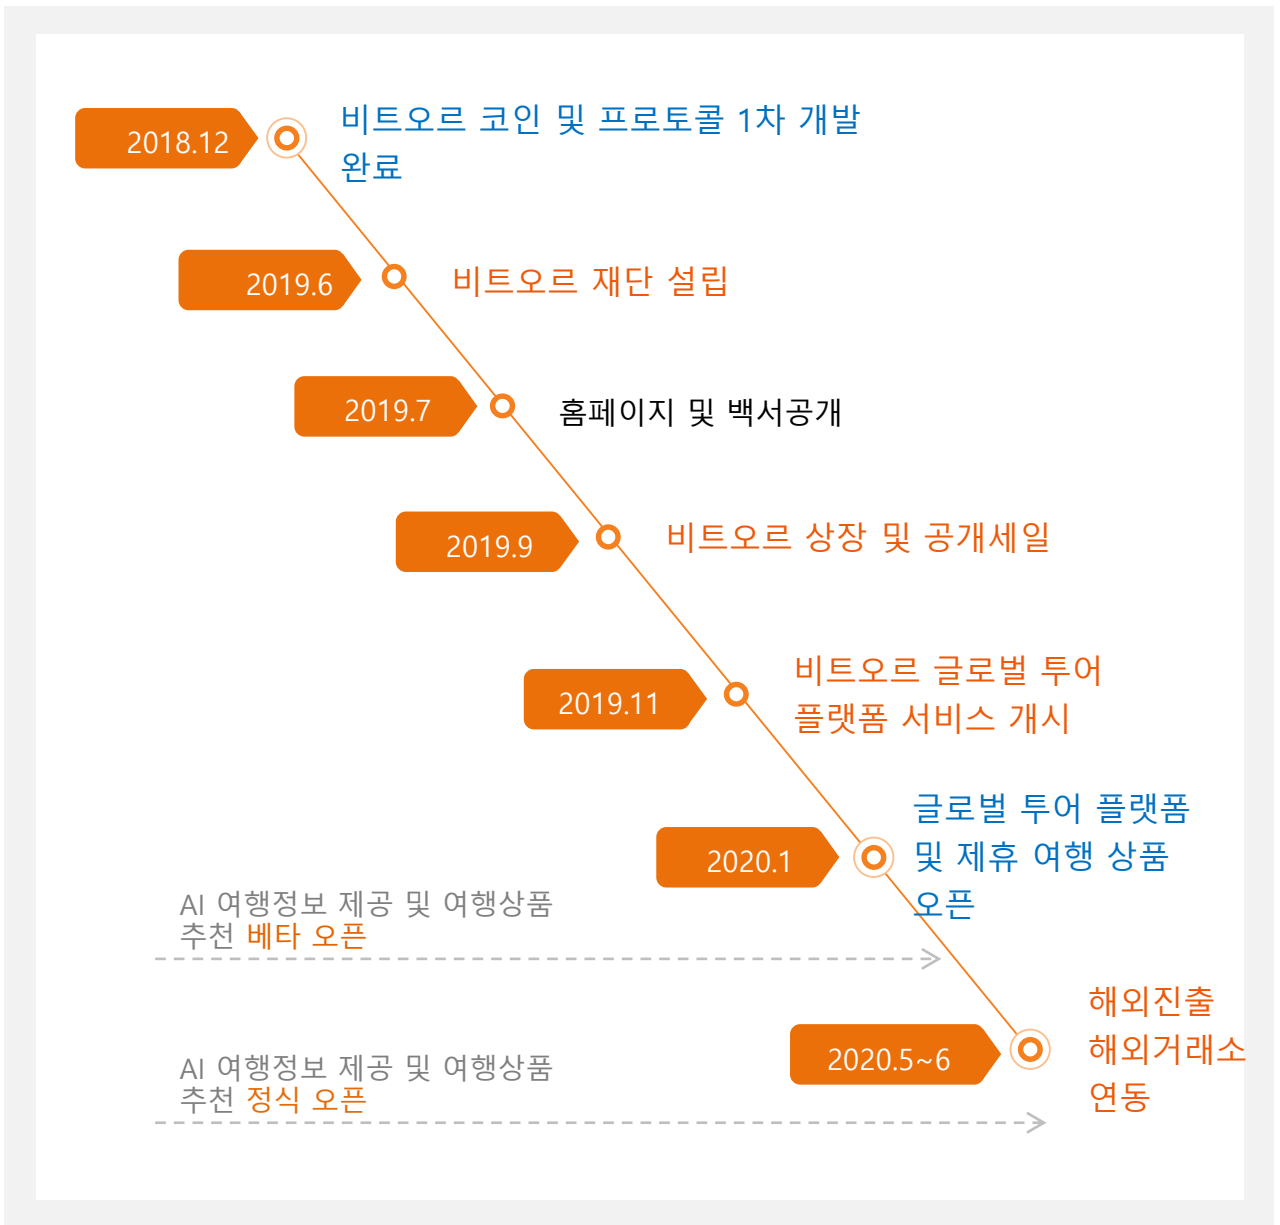 2018.12
비트오르 코인 및 프로토콜 1차 개발
완료
2019.6
비트오르 재단 설립
2019.7
홈페이지 및 백서공개
2019.9
비트오르 상장 및 공개세일
2019.11
비트오르 글로벌 투어
플랫폼 서비스 개시
2020.1
글로벌 투어 플랫폼
및 제휴 여행 상품
오픈
AI 여행정보 제공 및 여행상품
추천 베타 오픈
2020.5~6
해외진출
해외거래소
연동
AI 여행정보 제공 및 여행상품
추천 정식 오픈